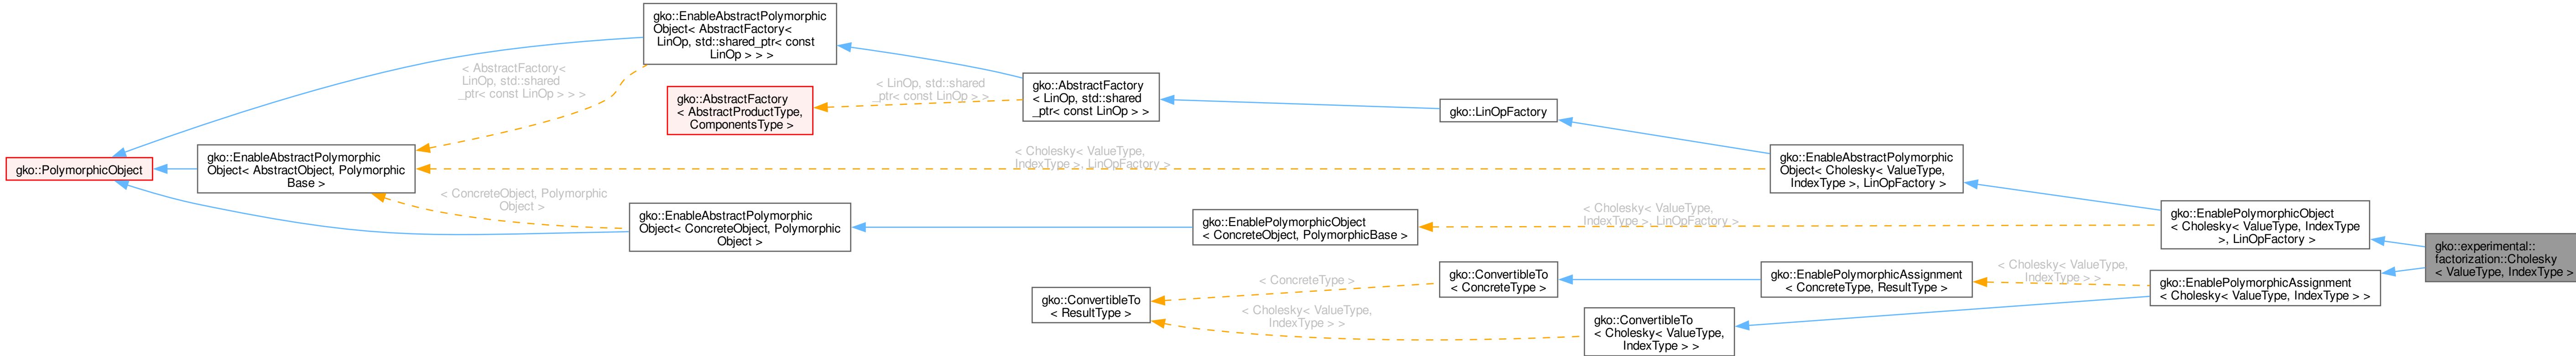 gko::PolymorphicObject
gko::EnableAbstractPolymorphic
Object< AbstractObject, Polymorphic
Base >
gko::EnableAbstractPolymorphic
Object< AbstractFactory<
LinOp, std::shared_ptr< const
LinOp > > >
< AbstractFactory<
LinOp, std::shared
_ptr< const LinOp > > >
gko::AbstractFactory
< AbstractProductType,
ComponentsType >
< LinOp, std::shared
_ptr< const LinOp > >
gko::AbstractFactory
< LinOp, std::shared
_ptr< const LinOp > >
gko::LinOpFactory
< Cholesky< ValueType,
IndexType >, LinOpFactory >
gko::EnableAbstractPolymorphic
Object< Cholesky< ValueType,
IndexType >, LinOpFactory >
< ConcreteObject, Polymorphic
Object >
gko::EnableAbstractPolymorphic
Object< ConcreteObject, Polymorphic
Object >
gko::EnablePolymorphicObject
< ConcreteObject, PolymorphicBase >
< Cholesky< ValueType,
IndexType >, LinOpFactory >
gko::EnablePolymorphicObject
< Cholesky< ValueType, IndexType
>, LinOpFactory >
gko::experimental::
factorization::Cholesky
< ValueType, IndexType >
gko::ConvertibleTo
< ResultType >
< ConcreteType >
gko::ConvertibleTo
< ConcreteType >
gko::EnablePolymorphicAssignment
< ConcreteType, ResultType >
< Cholesky< ValueType,
IndexType > >
gko::EnablePolymorphicAssignment
< Cholesky< ValueType, IndexType > >
< Cholesky< ValueType,
IndexType > >
gko::ConvertibleTo
< Cholesky< ValueType,
IndexType > >